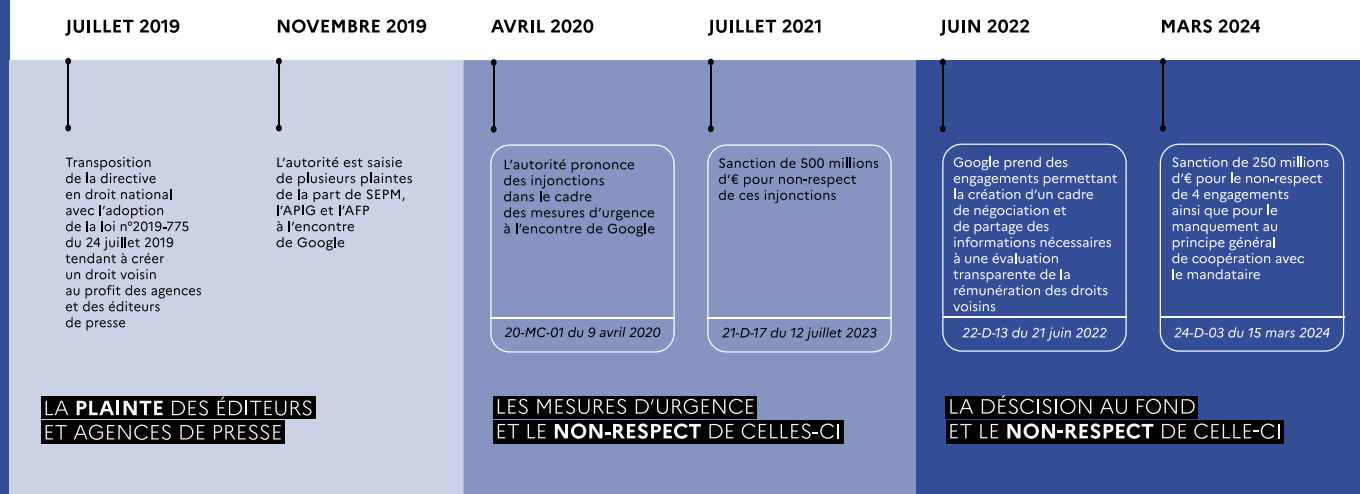 JUILLET 2019
NOVEMBRE 2019
AVRIL 2020
JUILLET 2021
JUIN 2022
MARS 2024
Transposition
de la directive
en droit national
avec l'adoption
de la loi n°2019-775
du 24 juillet 2019
tendant à créer
un droit voisin
au profit des agences
et des éditeurs
de presse
L'autorité est saisie
de plusieurs plaintes
de la part de SEPM,
l'APIG et l'AFP
à l'encontre
de Google
L'autorité prononce
des injonctions
dans le cadre
des mesures d'urgence
à l'encontre de Google
20-MC-01 du 9 avril 2020
Sanction de 500 millions
d'€ pour non-respect
de ces injonctions
21-D-17 du 12 juillet 2023
Google prend des
engagements permettant
la création d'un cadre
de négociation et
de partage des
informations nécessaires
à une évaluation
transparente de la
rémunération des droits
voisins
22-D-13 du 21 juin 2022
Sanction de 250 millions
d'€ pour le non-respect
de 4 engagements
ainsi que pour le
manquement au
principe général
de coopération avec
le mandataire
24-D-03 du 15 mars 2024
LA PLAINTE DES ÉDITEURS
ET AGENCES DE PRESSE
LES MESURES D'URGENCE
ET LE NON-RESPECT DE CELLES-CI
LA DÉSCISION AU FOND
ET LE NON-RESPECT DE CELLE-CI